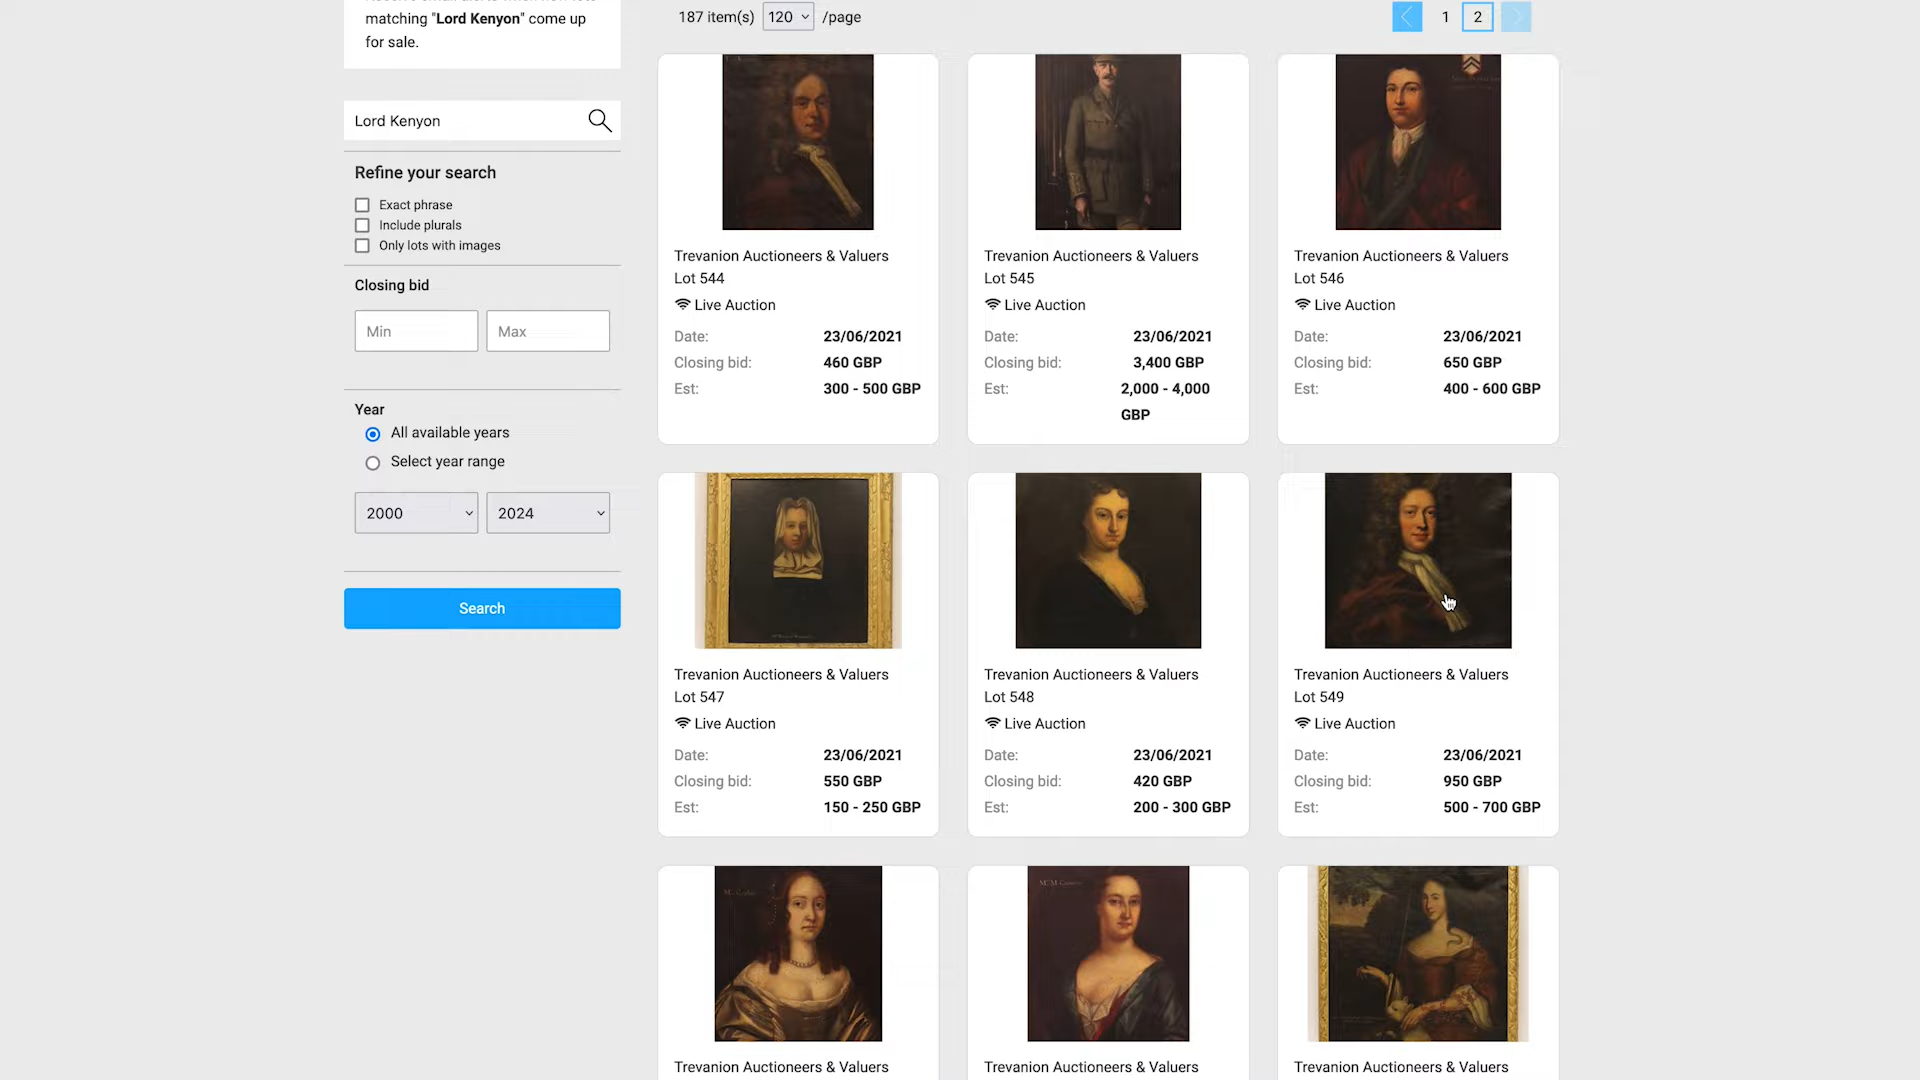 matching "Lord Kenyon" come up
for sale.
187 item(s) 120 /page
1 2
Lord Kenyon
Refine your search
Exact phrase
Include plurals
Only lots with images
Closing bid
Min Max
Year
All available years
Select year range
2000 2024
Search
Trevanion Auctioneers & Valuers
Lot 544
Live Auction
Date: 23/06/2021
Closing bid: 460 GBP
Est: 300 - 500 GBP
Trevanion Auctioneers & Valuers
Lot 545
Live Auction
Date: 23/06/2021
Closing bid: 3,400 GBP
Est: 2,000 - 4,000
GBP
Trevanion Auctioneers & Valuers
Lot 546
Live Auction
Date: 23/06/2021
Closing bid: 650 GBP
Est: 400 - 600 GBP
Trevanion Auctioneers & Valuers
Lot 547
Live Auction
Date: 23/06/2021
Closing bid: 550 GBP
Est: 150 - 250 GBP
Trevanion Auctioneers & Valuers
Lot 548
Live Auction
Date: 23/06/2021
Closing bid: 420 GBP
Est: 200 - 300 GBP
Trevanion Auctioneers & Valuers
Lot 549
Live Auction
Date: 23/06/2021
Closing bid: 950 GBP
Est: 500 - 700 GBP
Trevanion Auctioneers & Valuers
Trevanion Auctioneers & Valuers
Trevanion Auctioneers & Valuers